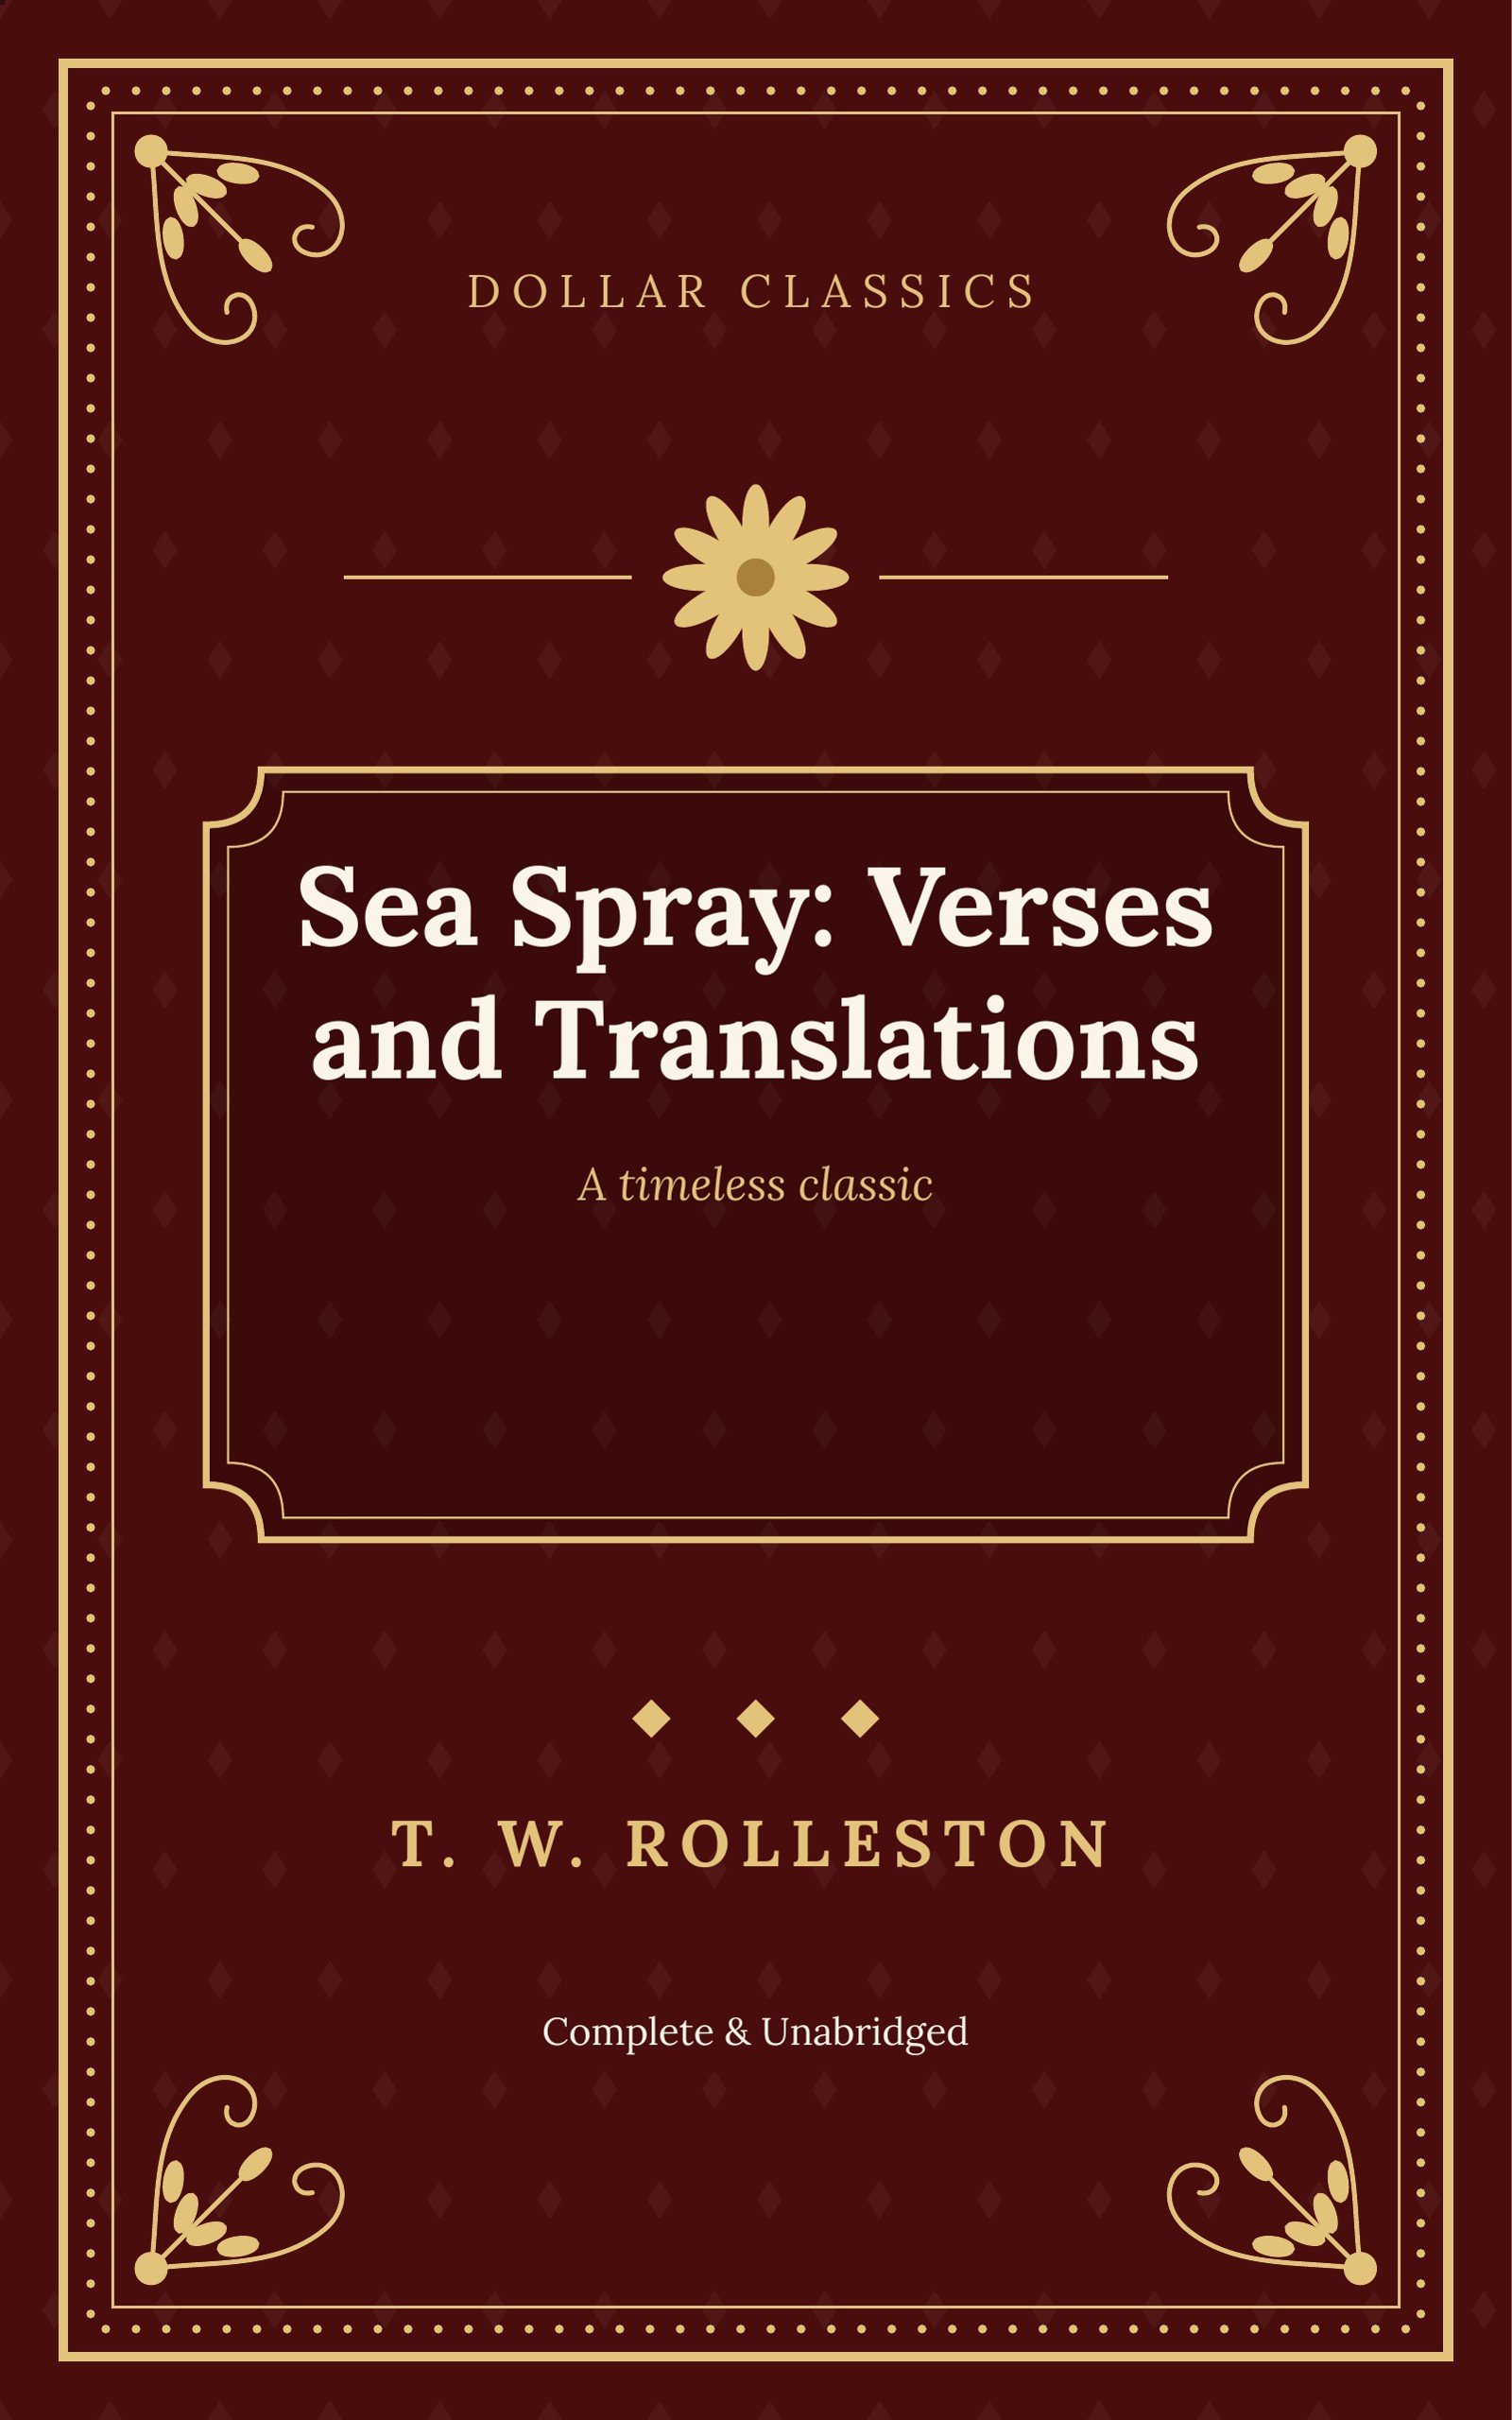 DOLLAR CLASSICS
Sea Spray: Verses
and Translations
A timeless classic
T. W. ROLLESTON
Complete & Unabridged